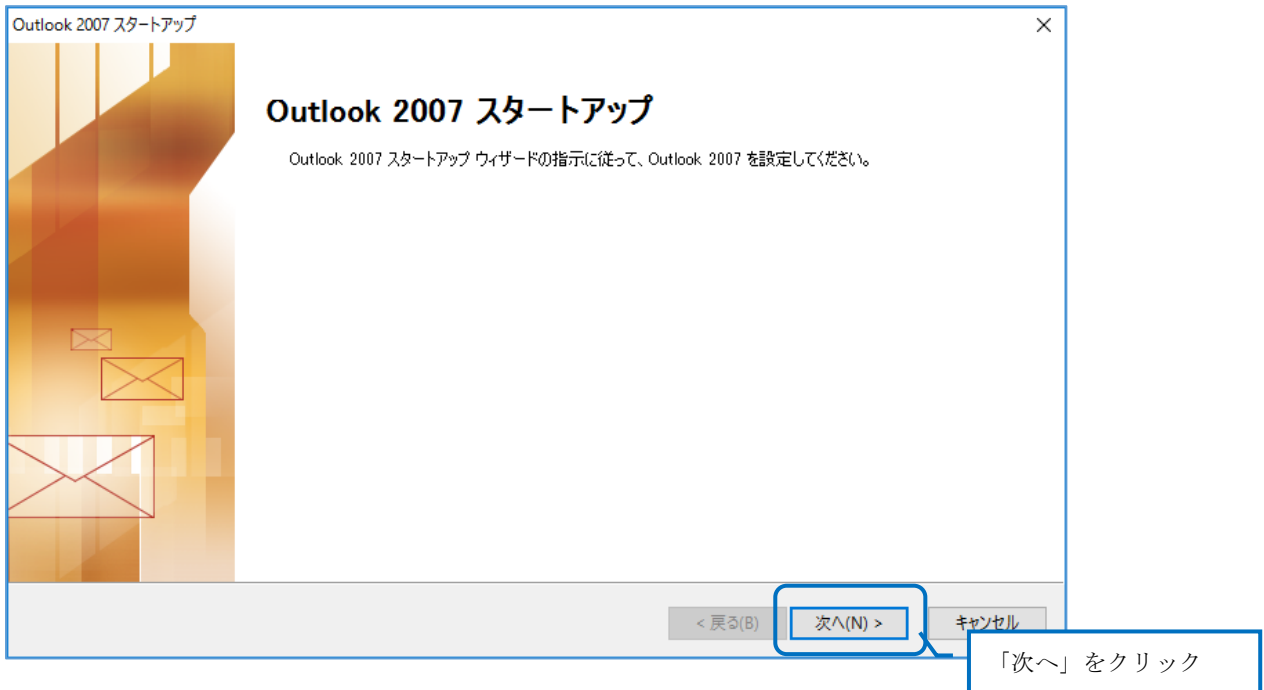 Outlook 2007 スタートアップ
Outlook 2007 スタートアップ
Outlook 2007 スタートアップ ウィザードの指示に従って、Outlook 2007 を設定してください。
< 戻る(B)
次へ(N) >
キャンセル
「次へ」をクリック